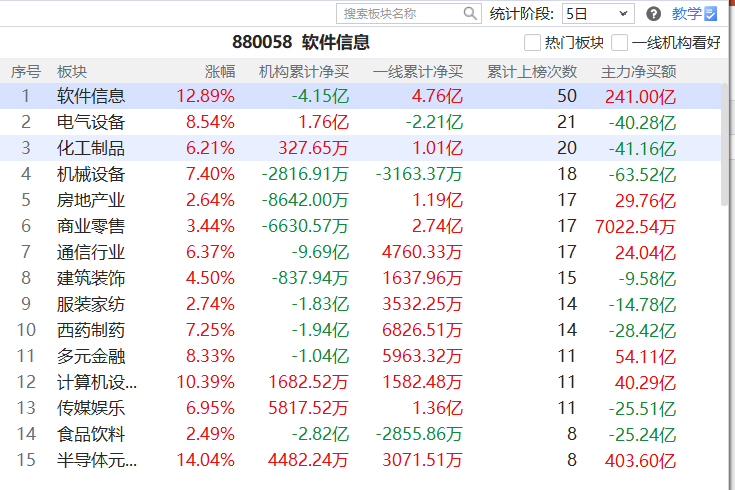 搜索板块名称 统计阶段: 5日 ? 教学
880058 软件信息 热门板块 一线机构看好
序号 板块 涨幅 机构累计净买 一线累计净买 累计上榜次数 主力净买额
1 软件信息 12.89% -4.15亿 4.76亿 50 241.00亿
2 电气设备 8.54% 1.76亿 -2.21亿 21 -40.28亿
3 化工制品 6.21% 327.65万 1.01亿 20 -41.16亿
4 机械设备 7.40% -2816.91万 -3163.37万 18 -63.52亿
5 房地产业 2.64% -8642.00万 1.19亿 17 29.76亿
6 商业零售 3.44% -6630.57万 2.74亿 17 7022.54万
7 通信行业 6.37% -9.69亿 4760.33万 17 24.04亿
8 建筑装饰 4.50% -837.94万 1637.96万 15 -9.58亿
9 服装家纺 2.74% -1.83亿 3532.25万 14 -14.78亿
10 西药制药 7.25% -1.94亿 6826.51万 14 -28.42亿
11 多元金融 8.33% -1.04亿 5963.32万 11 54.11亿
12 计算机设... 10.39% 1682.52万 1582.48万 11 40.29亿
13 传媒娱乐 6.95% 5817.52万 1.36亿 11 -25.51亿
14 食品饮料 2.49% -2.82亿 -2855.86万 8 -25.24亿
15 半导体元... 14.04% 4482.24万 3071.51万 8 403.60亿